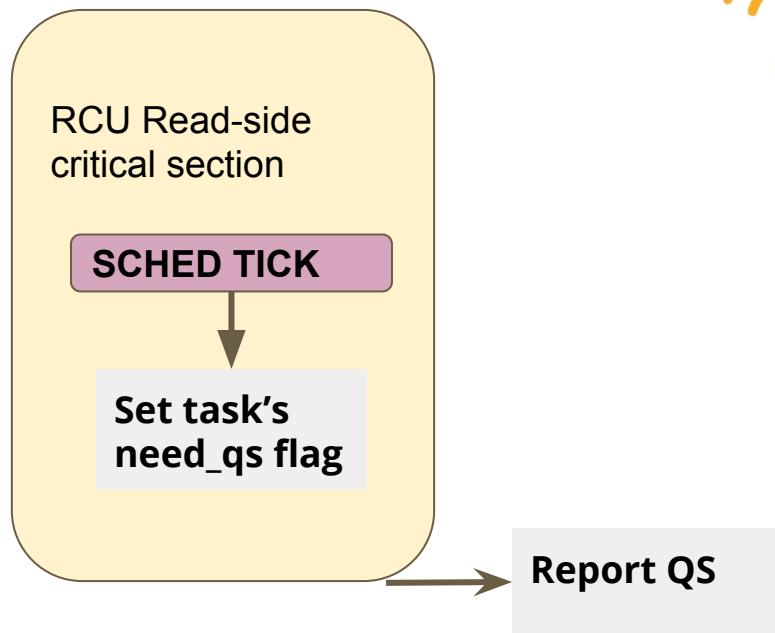 RCU Read-side
critical section
SCHED TICK
Set task’s
need_qs flag
Report QS